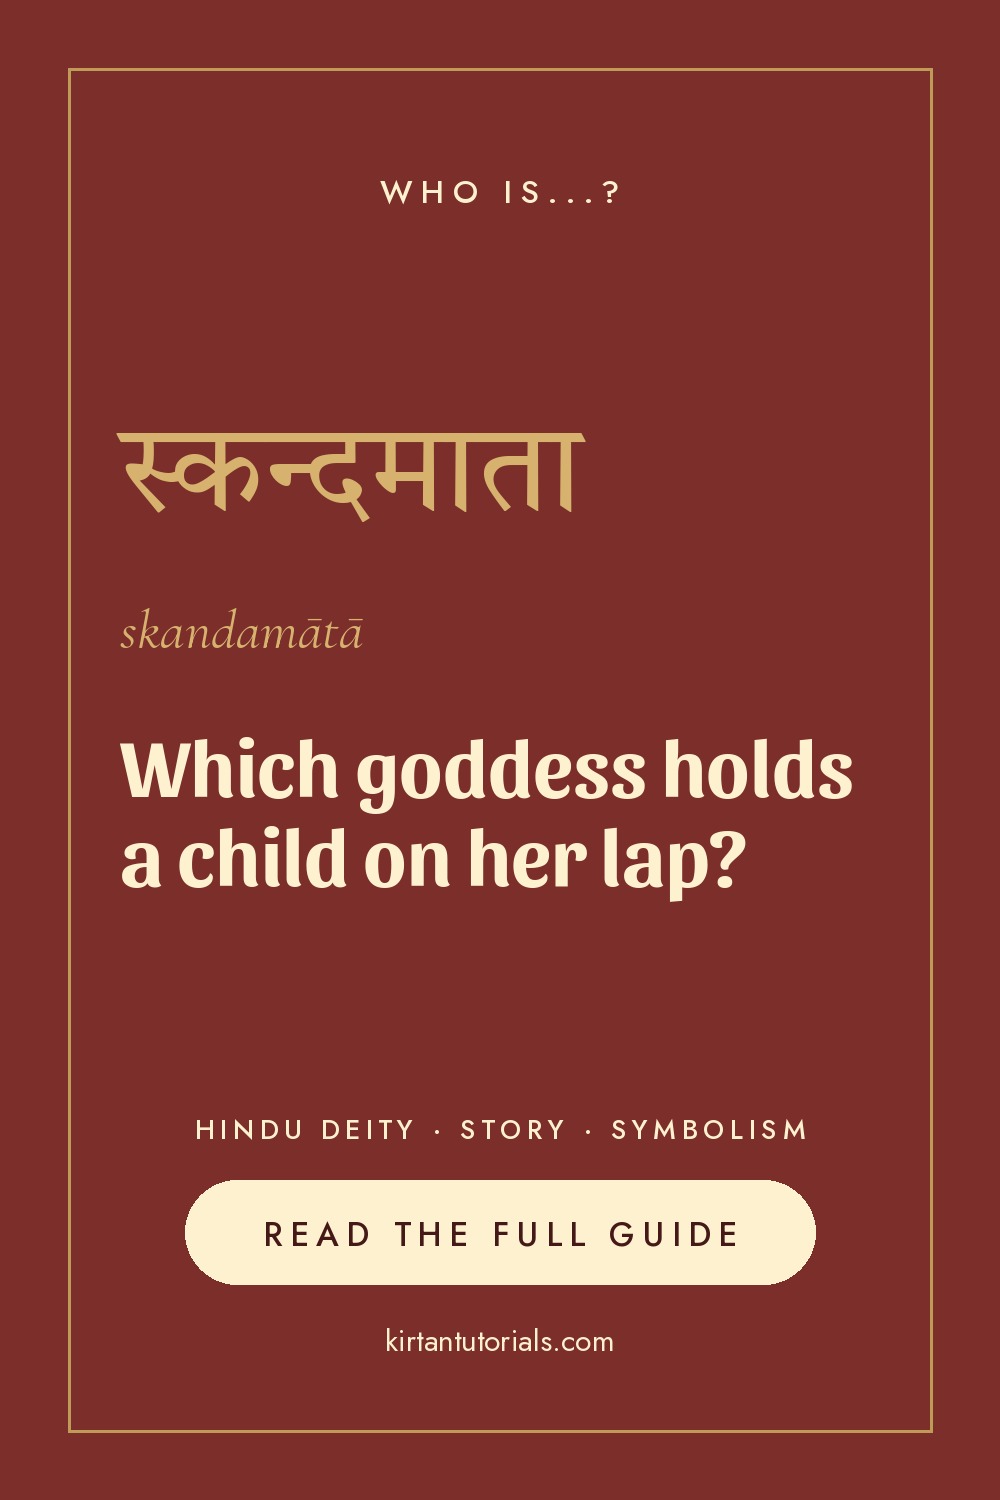 WHO IS...?
स्कन्दमाता
skandamātā
Which goddess holds
a child on her lap?
HINDU DEITY · STORY · SYMBOLISM
READ THE FULL GUIDE
kirtantutorials.com